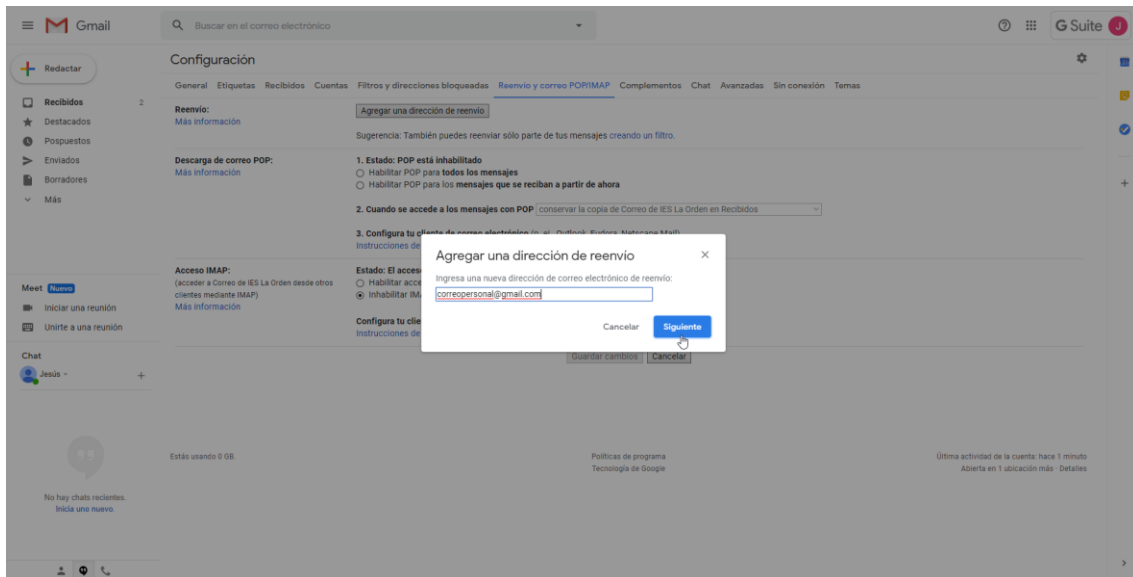 Gmail
Buscar en el correo electrónico
G Suite
J
Redactar
Recibidos 2
Destacados
Pospuestos
Enviados
Borradores
Más
Meet Nuevo
Iniciar una reunión
Unirte a una reunión
Chat
Jesús
No hay chats recientes.
Inicia uno nuevo.
Configuración
General Etiquetas Recibidos Cuentas Filtros y direcciones bloqueadas Reenvío y correo POP/IMAP Complementos Chat Avanzadas Sin conexión Temas
Reenvío:
Más información
Agregar una dirección de reenvío
Sugerencia: También puedes reenviar sólo parte de tus mensajes creando un filtro.
Descarga de correo POP:
Más información
1. Estado: POP está inhabilitado
Habilitar POP para todos los mensajes
Habilitar POP para los mensajes que se reciban a partir de ahora
2. Cuando se accede a los mensajes con POP conservar la copia de Correo de IES La Orden en Recibidos
3. Configura tu cliente de correo electrónico (p. ej., Outlook, Eudora, Netscape Mail)
Instrucciones de
Acceso IMAP:
(acceder a Correo de IES La Orden desde otros
clientes mediante IMAP)
Más información
Estado: El acces
Habilitar acce
Inhabilitar IM
Configura tu clie
Instrucciones de
Agregar una dirección de reenvío
Ingresa una nueva dirección de correo electrónico de reenvío:
correopersonal@gmail.com
Cancelar Siguiente
Guardar cambios Cancelar
Estás usando 0 GB.
Políticas de programa
Tecnología de Google
Última actividad de la cuenta: hace 1 minuto
Abierta en 1 ubicación más · Detalles